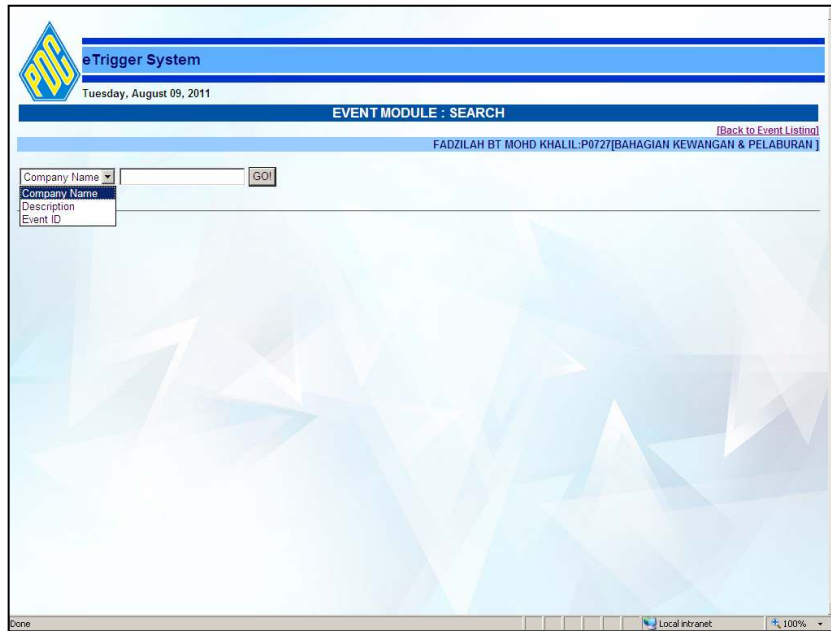 PDC
eTrigger System
Tuesday, August 09, 2011
EVENT MODULE : SEARCH
[Back to Event Listing]
FADZILAH BT MOHD KHALIL:P0727[BAHAGIAN KEWANGAN & PELABURAN ]
Company Name GO!
Company Name
Description
Event ID
Done Local intranet 100%